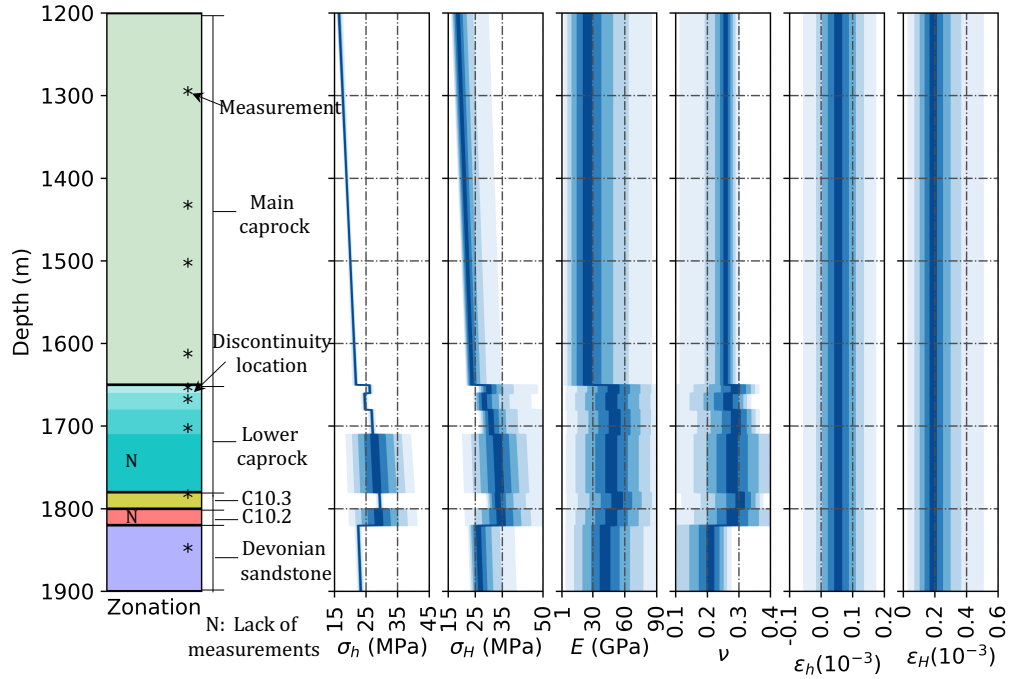 1200
1300
1400
1500
1600
1700
1800
1900
Depth (m)
Measurement
Main
caprock
Discontinuity
location
Lower
caprock
N
C10.3
N
C10.2
Devonian
sandstone
Zonation
N: Lack of
measurements
15 25 35 45
σh (MPa)
15 25 35 50
σH (MPa)
1 30 60 90
E (GPa)
0.1 0.2 0.3 0.4
ν
-0.1 0.0 0.1 0.2
εh(10⁻³)
0 0.2 0.4 0.6
εH(10⁻³)